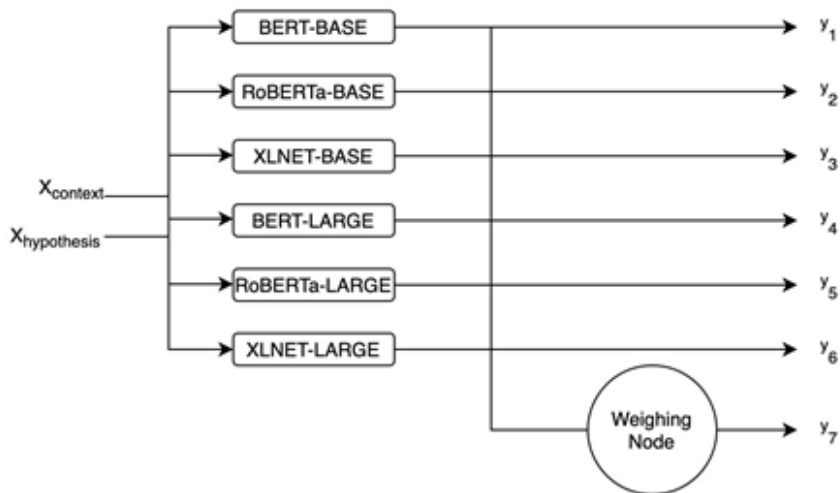 BERT-BASE y1
RoBERTa-BASE y2
XLNET-BASE y3
Xcontext
BERT-LARGE y4
Xhypothesis
RoBERTa-LARGE y5
XLNET-LARGE y6
Weighing
Node y7